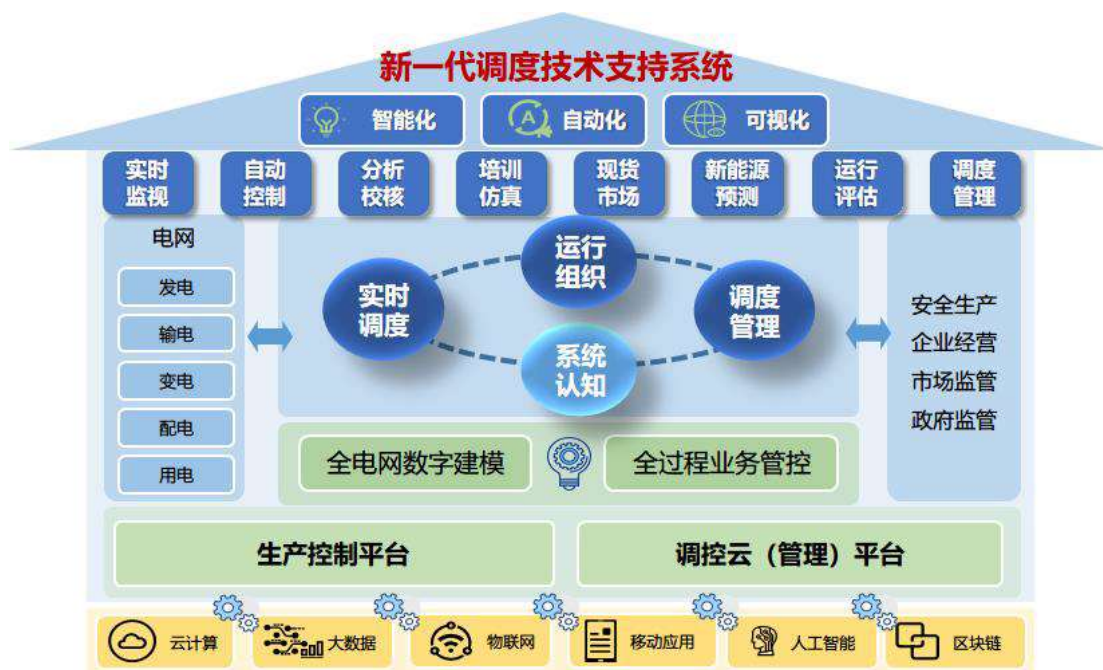 新一代调度技术支持系统
智能化
A
自动化
可视化
实时
监视
自动
控制
分析
校核
培训
仿真
现货
市场
新能源
预测
运行
评估
调度
管理
电网
发电
输电
变电
配电
用电
运行
组织
实时
调度
调度
管理
系统
认知
安全生产
企业经营
市场监管
政府监管
全电网数字建模
全过程业务管控
生产控制平台
调控云（管理）平台
云计算
大数据
物联网
移动应用
人工智能
区块链